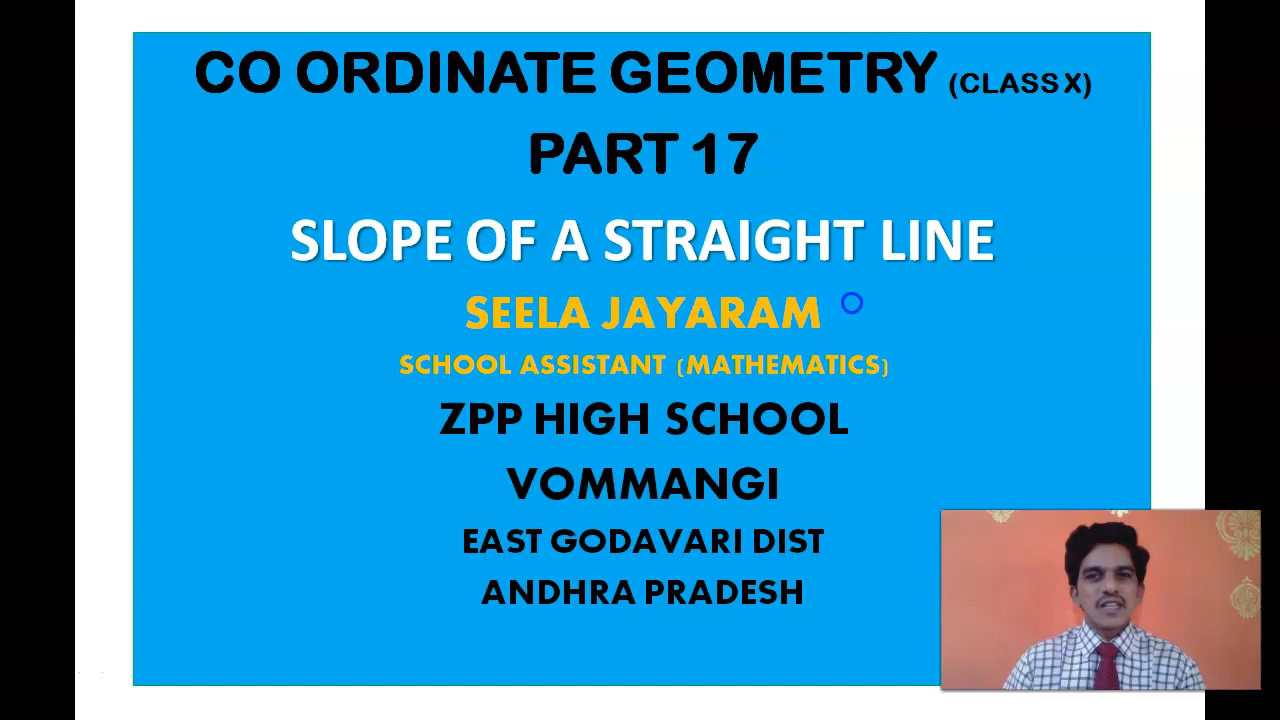 CO ORDINATE GEOMETRY (CLASS X)
PART 17
SLOPE OF A STRAIGHT LINE
SEELA JAYARAM
SCHOOL ASSISTANT (MATHEMATICS)
ZPP HIGH SCHOOL
VOMMANGI
EAST GODAVARI DIST
ANDHRA PRADESH